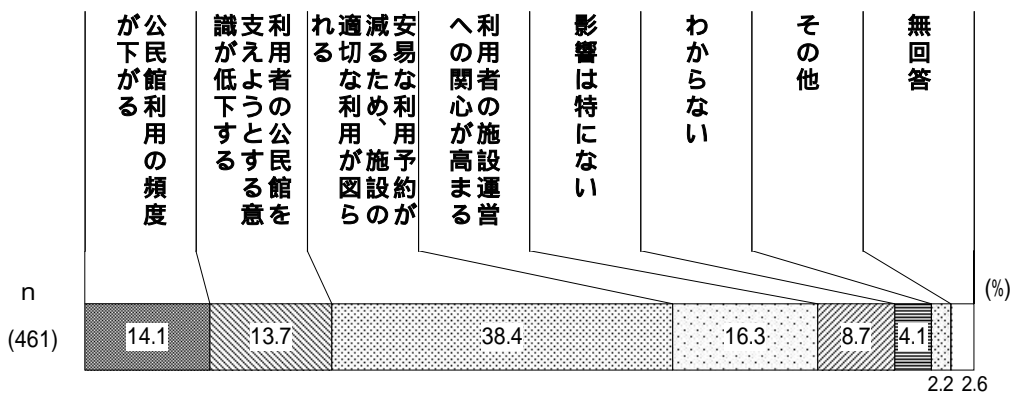 公民館利用の頻度
が下がる
利用者の公民館を
支えようとする意
識が低下する
安易な利用予約が
減るため、施設の
適切な利用が図ら
れる
利用者の施設運営
への関心が高まる
影響は特にない
わからない
その他
無回答
n
(%)
(461)
14.1
13.7
38.4
16.3
8.7
4.1
2.2
2.6